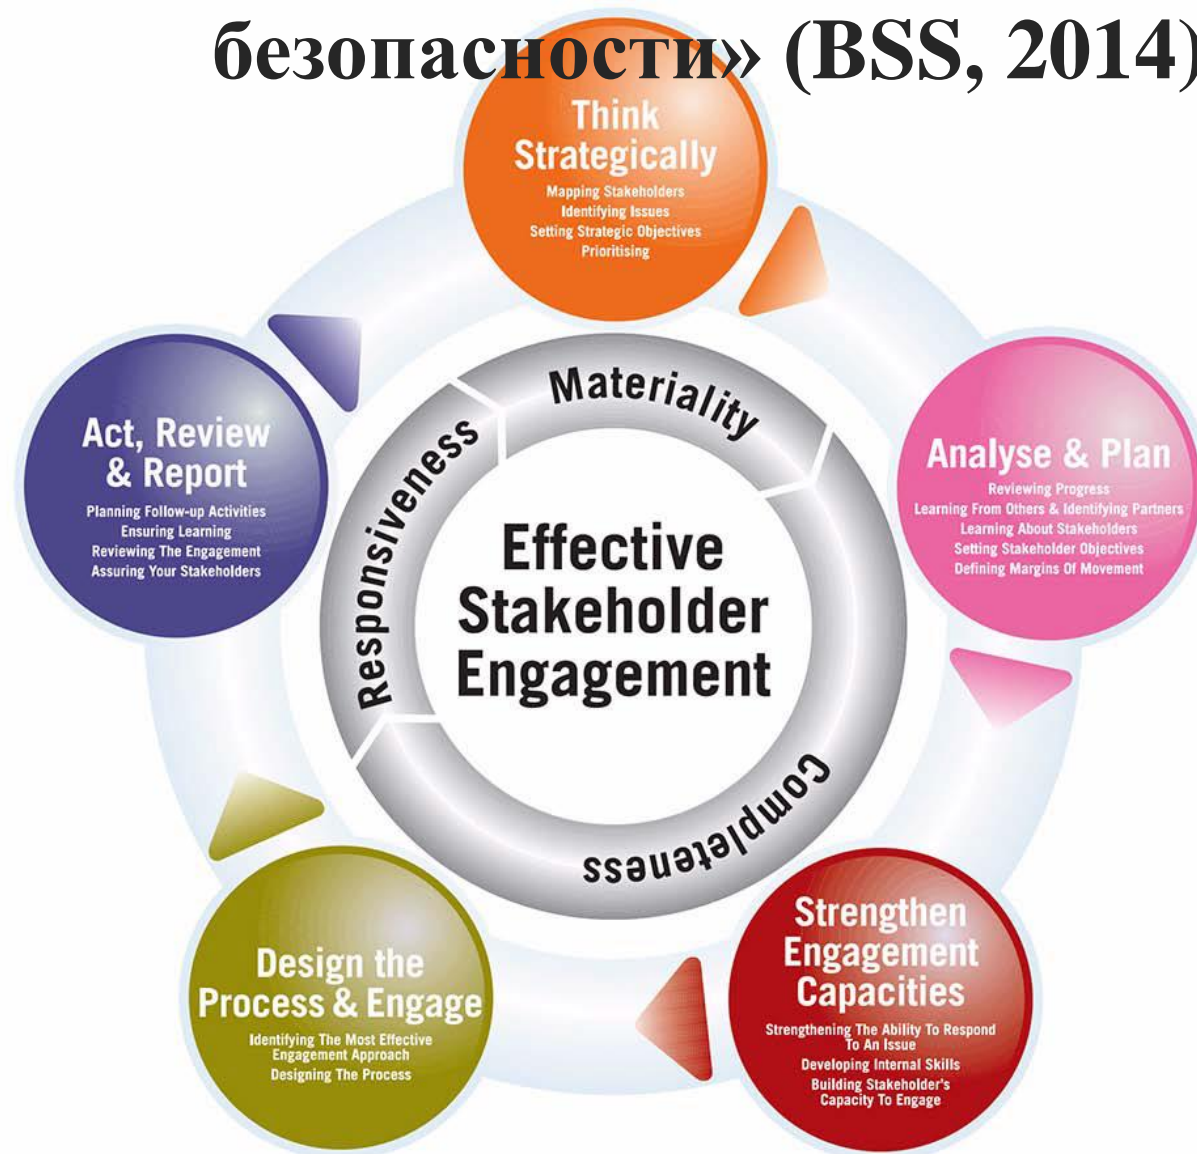 безопасности» (BSS, 2014)
Think
Strategically
Mapping Stakeholders
Identifying Issues
Setting Strategic Objectives
Prioritising
Analyse & Plan
Reviewing Progress
Learning From Others & Identifying Partners
Learning About Stakeholders
Setting Stakeholder Objectives
Defining Margins Of Movement
Strengthen
Engagement
Capacities
Strengthening The Ability To Respond
To An Issue
Developing Internal Skills
Building Stakeholder's
Capacity To Engage
Design the
Process & Engage
Identifying The Most Effective
Engagement Approach
Designing The Process
Act, Review
& Report
Planning Follow-up Activities
Ensuring Learning
Reviewing The Engagement
Assuring Your Stakeholders
Materiality
Completeness
Responsiveness
Effective
Stakeholder
Engagement